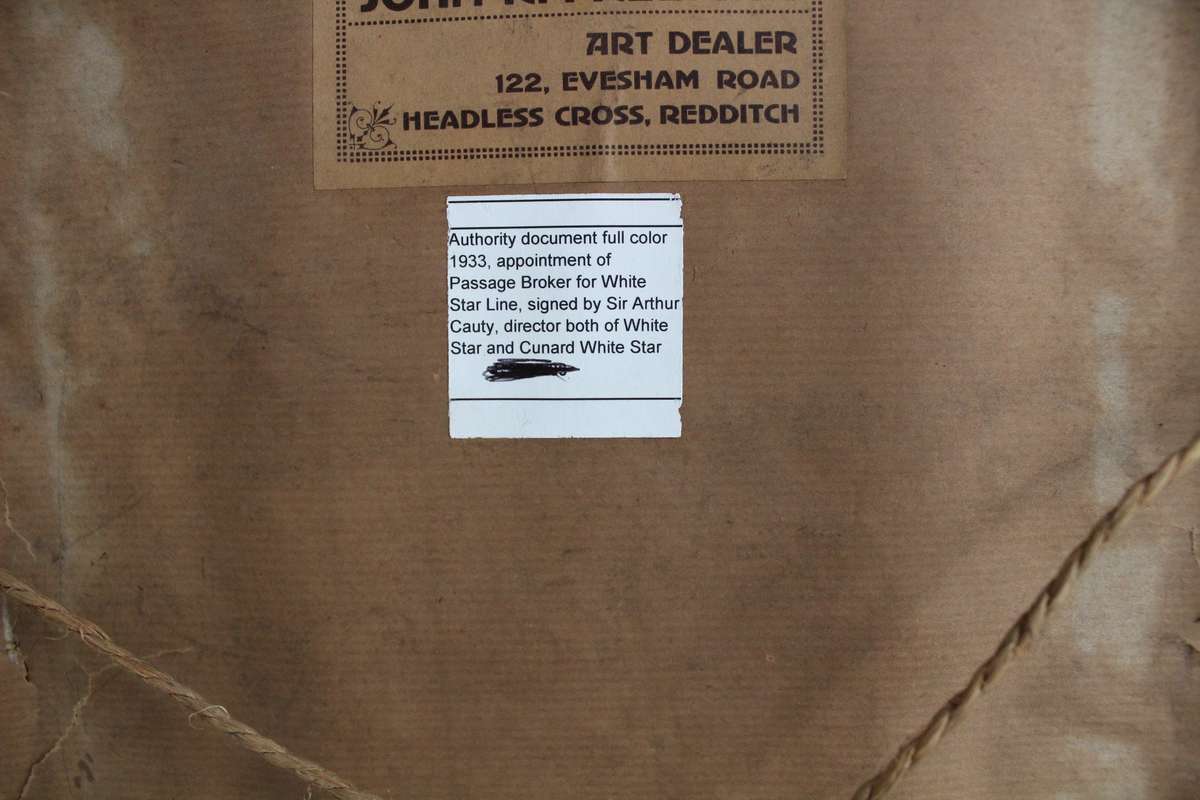 JOHN
ART DEALER
122, EVESHAM ROAD
HEADLESS CROSS, REDDITCH
Authority document full color
1933, appointment of
Passage Broker for White
Star Line, signed by Sir Arthur
Cauty, director both of White
Star and Cunard White Star